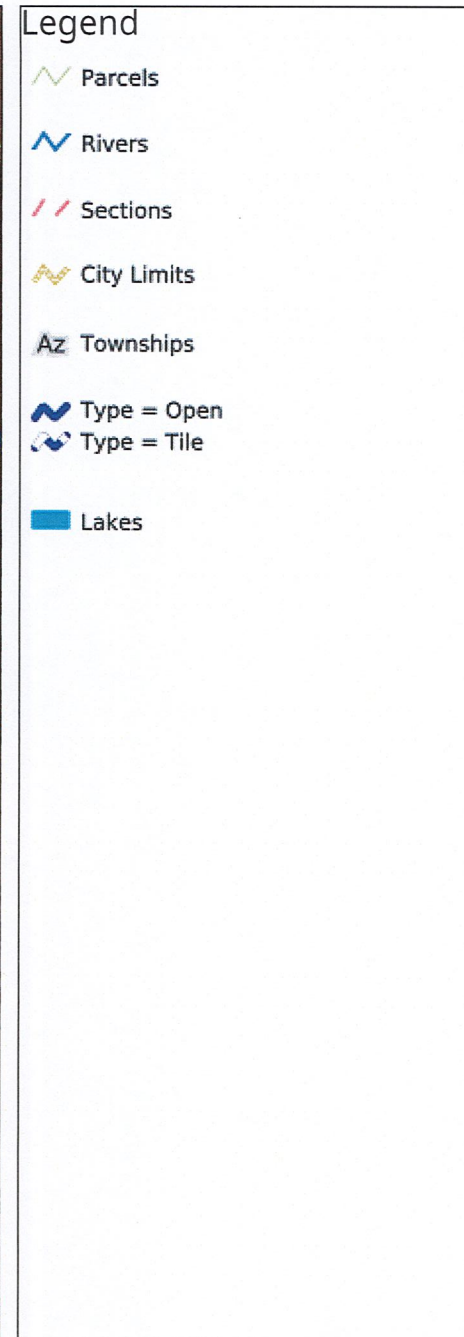 Legend
Parcels
Rivers
Sections
City Limits
Az Townships
Type = Open
Type = Tile
Lakes